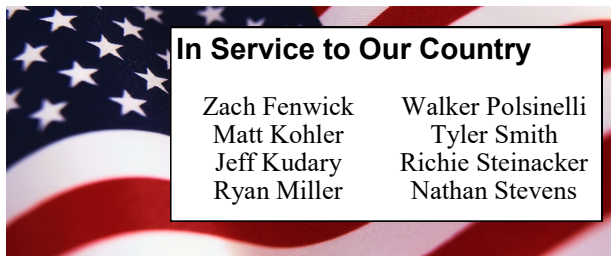 In Service to Our Country
Zach Fenwick Walker Polsinelli
Matt Kohler Tyler Smith
Jeff Kudary Richie Steinacker
Ryan Miller Nathan Stevens